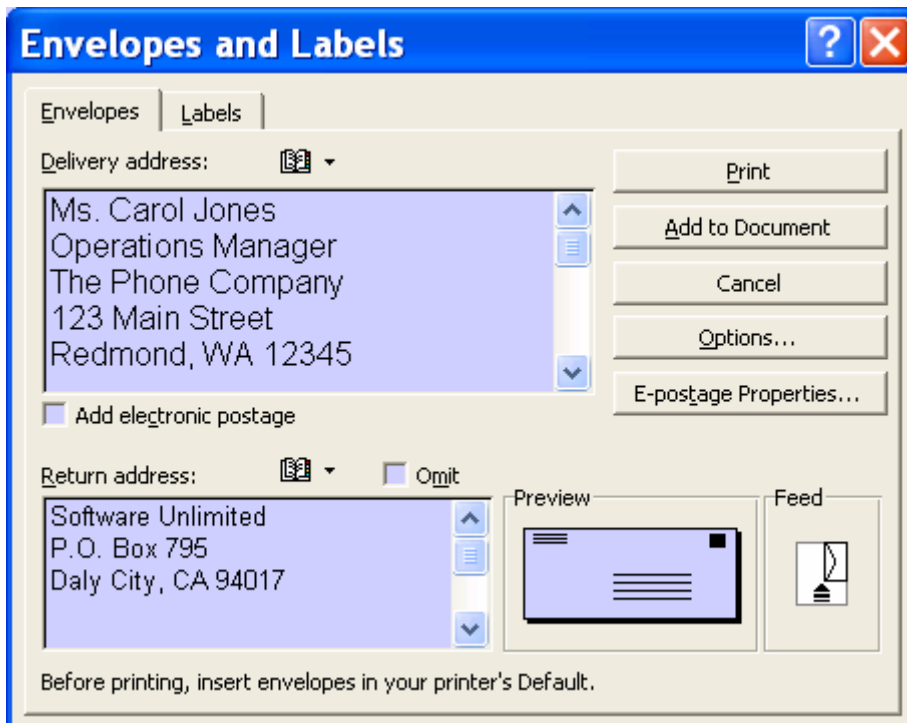 Envelopes and Labels
Envelopes
Labels
Delivery address:
Ms. Carol Jones
Operations Manager
The Phone Company
123 Main Street
Redmond, WA 12345
Add electronic postage
Print
Add to Document
Cancel
Options...
E-postage Properties...
Return address:
Omit
Software Unlimited
P.O. Box 795
Daly City, CA 94017
Preview
Feed
Before printing, insert envelopes in your printer's Default.